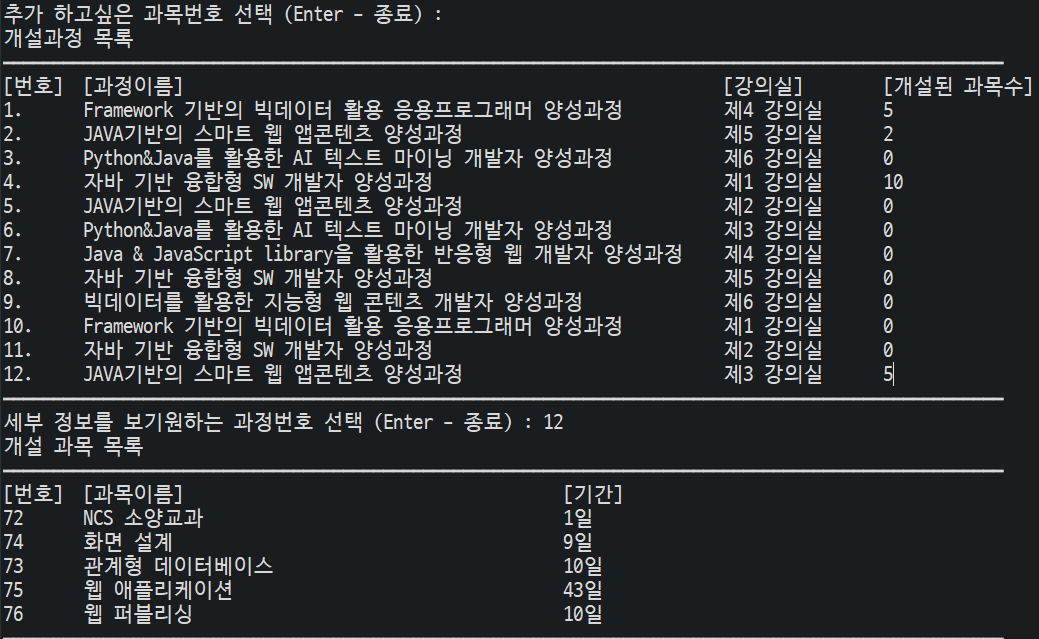 추가 하고싶은 과목번호 선택 (Enter - 종료) :
개설과정 목록
[번호] [과정이름] [강의실] [개설된 과목수]
1. Framework 기반의 빅데이터 활용 응용프로그래머 양성과정 제4 강의실 5
2. JAVA기반의 스마트 웹 앱콘텐츠 양성과정 제5 강의실 2
3. Python&Java를 활용한 AI 텍스트 마이닝 개발자 양성과정 제6 강의실 0
4. 자바 기반 융합형 SW 개발자 양성과정 제1 강의실 10
5. JAVA기반의 스마트 웹 앱콘텐츠 양성과정 제2 강의실 0
6. Python&Java를 활용한 AI 텍스트 마이닝 개발자 양성과정 제3 강의실 0
7. Java & JavaScript library을 활용한 반응형 웹 개발자 양성과정 제4 강의실 0
8. 자바 기반 융합형 SW 개발자 양성과정 제5 강의실 0
9. 빅데이터를 활용한 지능형 웹 콘텐츠 개발자 양성과정 제6 강의실 0
10. Framework 기반의 빅데이터 활용 응용프로그래머 양성과정 제1 강의실 0
11. 자바 기반 융합형 SW 개발자 양성과정 제2 강의실 0
12. JAVA기반의 스마트 웹 앱콘텐츠 양성과정 제3 강의실 5
세부 정보를 보기원하는 과정번호 선택 (Enter - 종료) : 12
개설 과목 목록
[번호] [과목이름] [기간]
72 NCS 소양교과 1일
74 화면 설계 9일
73 관계형 데이터베이스 10일
75 웹 애플리케이션 43일
76 웹 퍼블리싱 10일